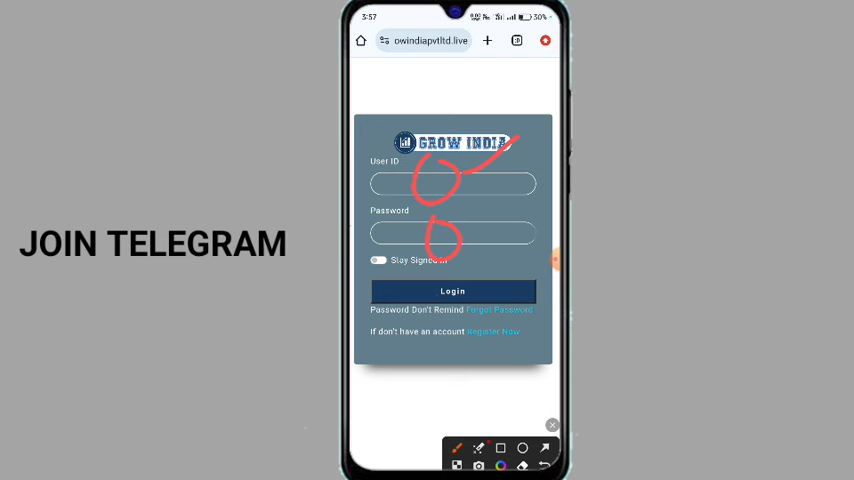 3:57
30%
owindiapvtltd.live
GROW INDIA
User ID
Password
Stay Signed In
Login
Password Don't Remind Forgot Password
If don't have an account Register Now
JOIN TELEGRAM